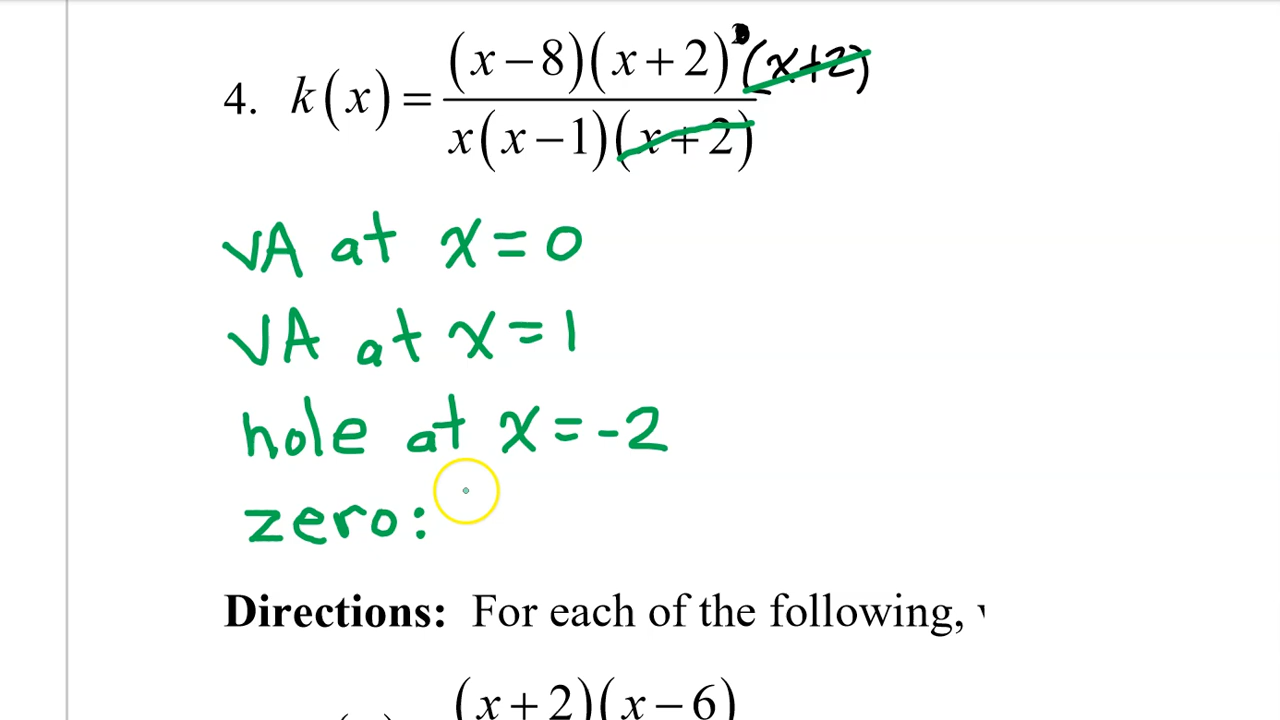 4. k(x) = (x−8)(x+2) (x+2)
x(x−1)(x+2)
VA at x=0
VA at x=1
hole at x=-2
zero:
Directions: For each of the following,
(x+2)(x−6)